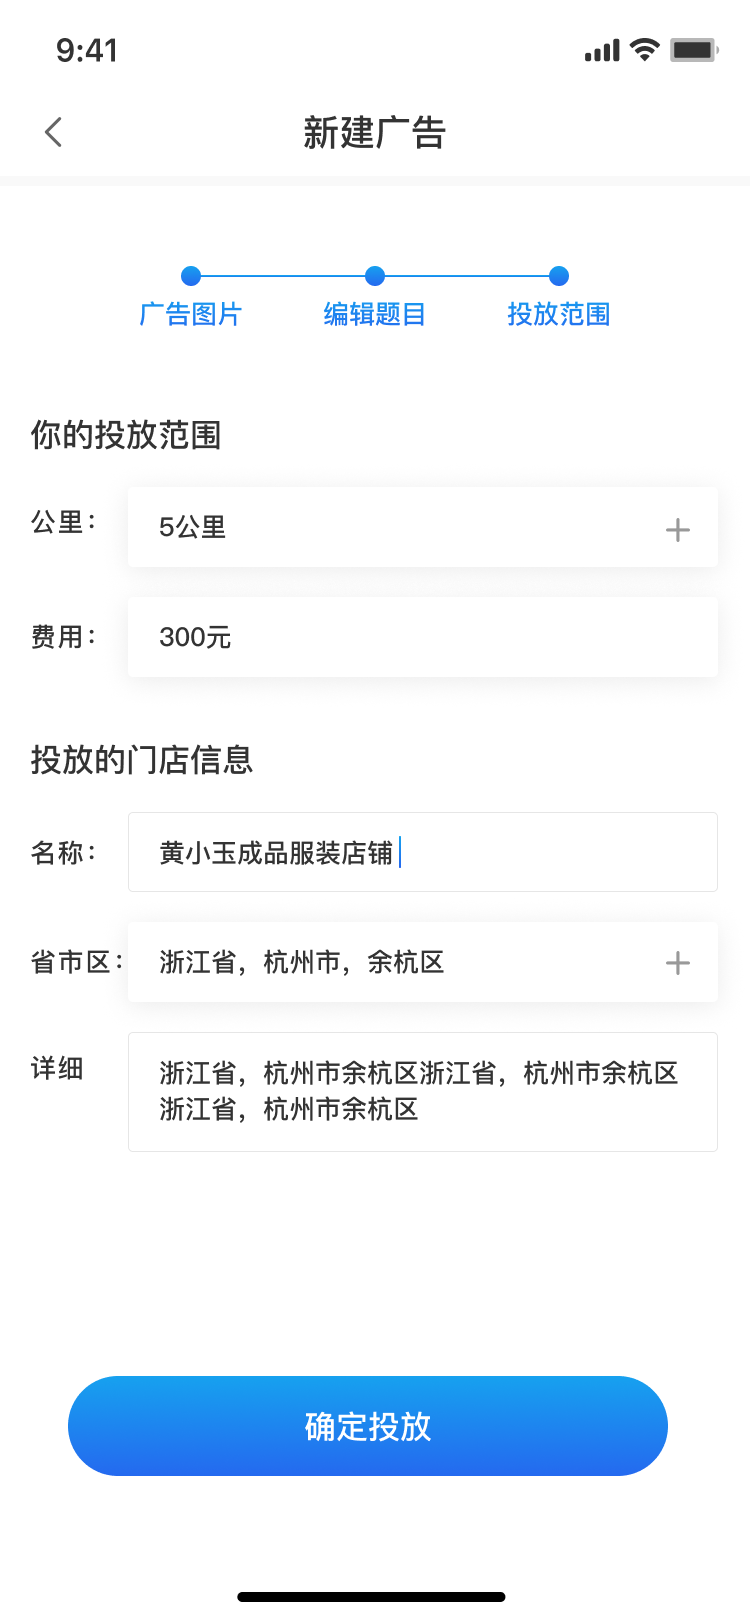 9:41
新建广告
广告图片 编辑题目 投放范围
你的投放范围
公里： 5公里
费用： 300元
投放的门店信息
名称： 黄小玉成品服装店铺
省市区： 浙江省，杭州市，余杭区
详细 浙江省，杭州市余杭区浙江省，杭州市余杭区
浙江省，杭州市余杭区
确定投放